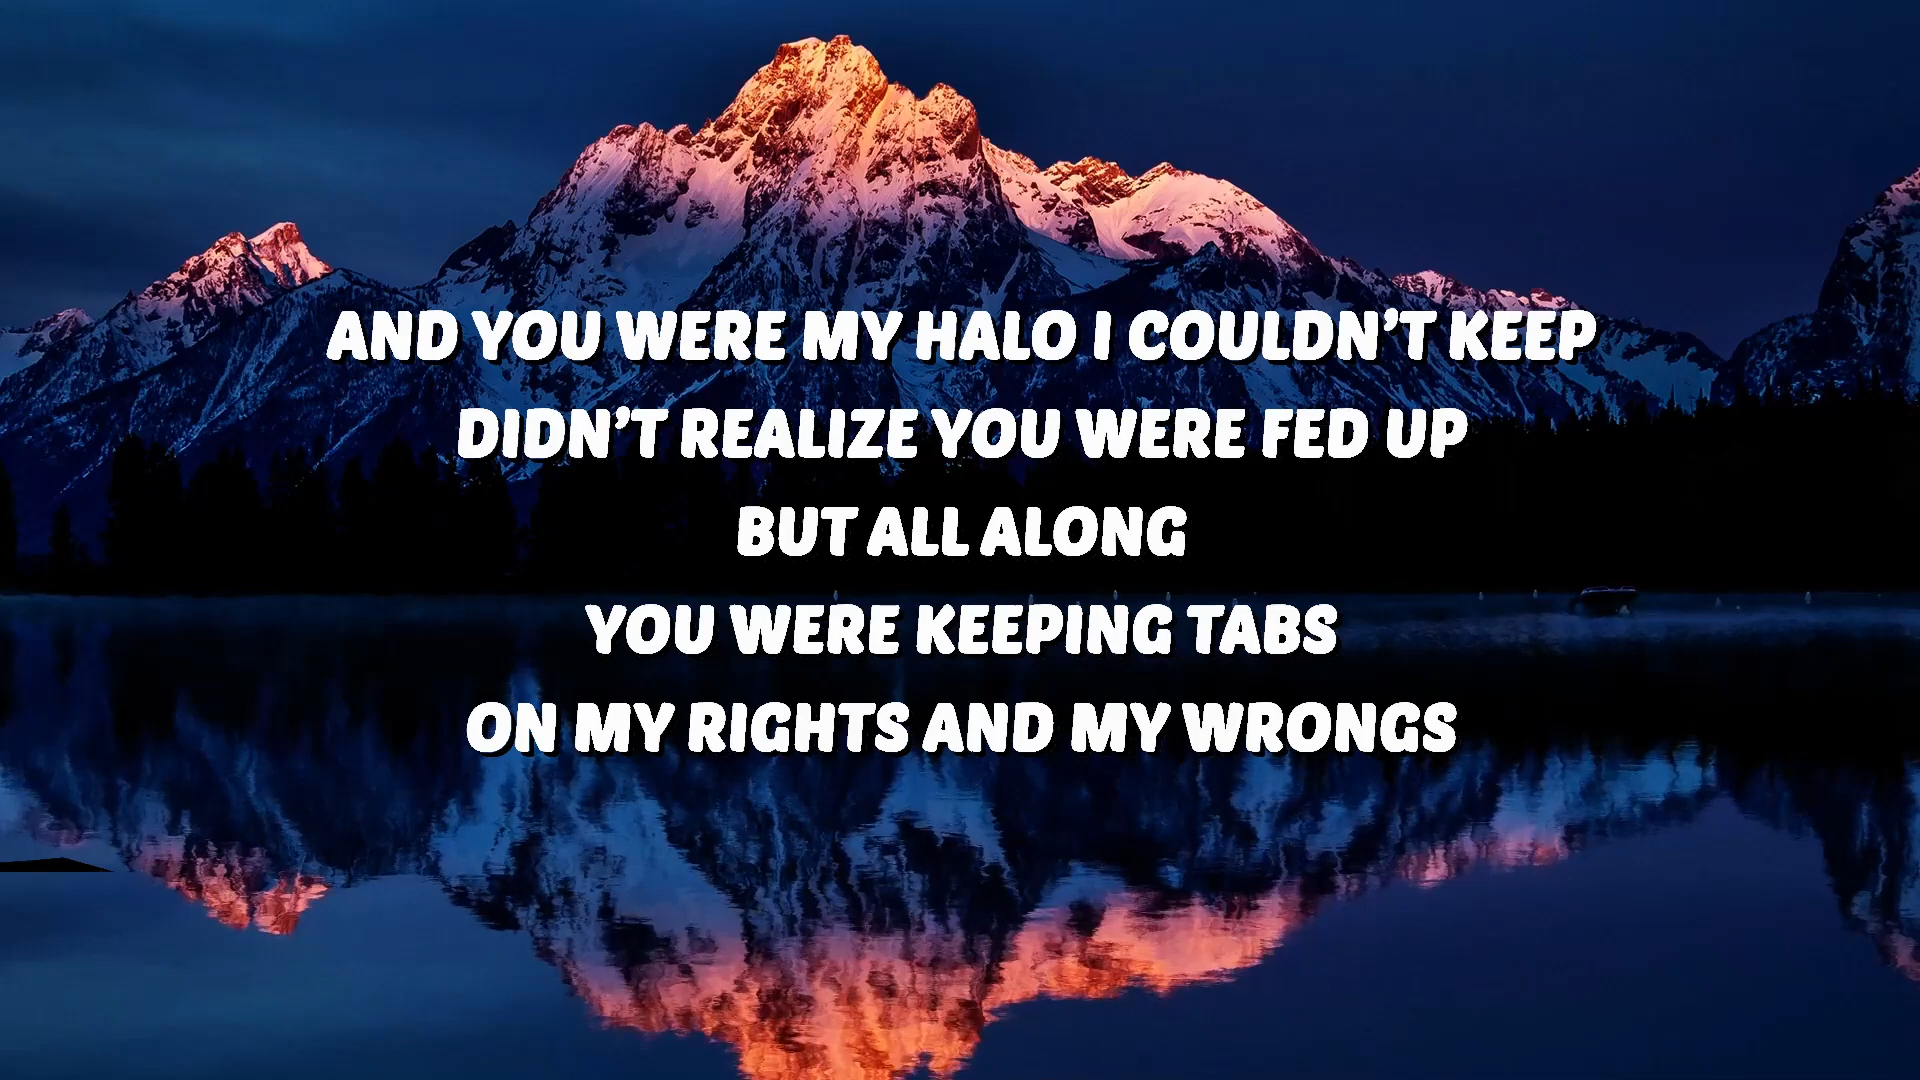 AND YOU WERE MY HALO I COULDN’T KEEP
DIDN’T REALIZE YOU WERE FED UP
BUT ALL ALONG
YOU WERE KEEPING TABS
ON MY RIGHTS AND MY WRONGS